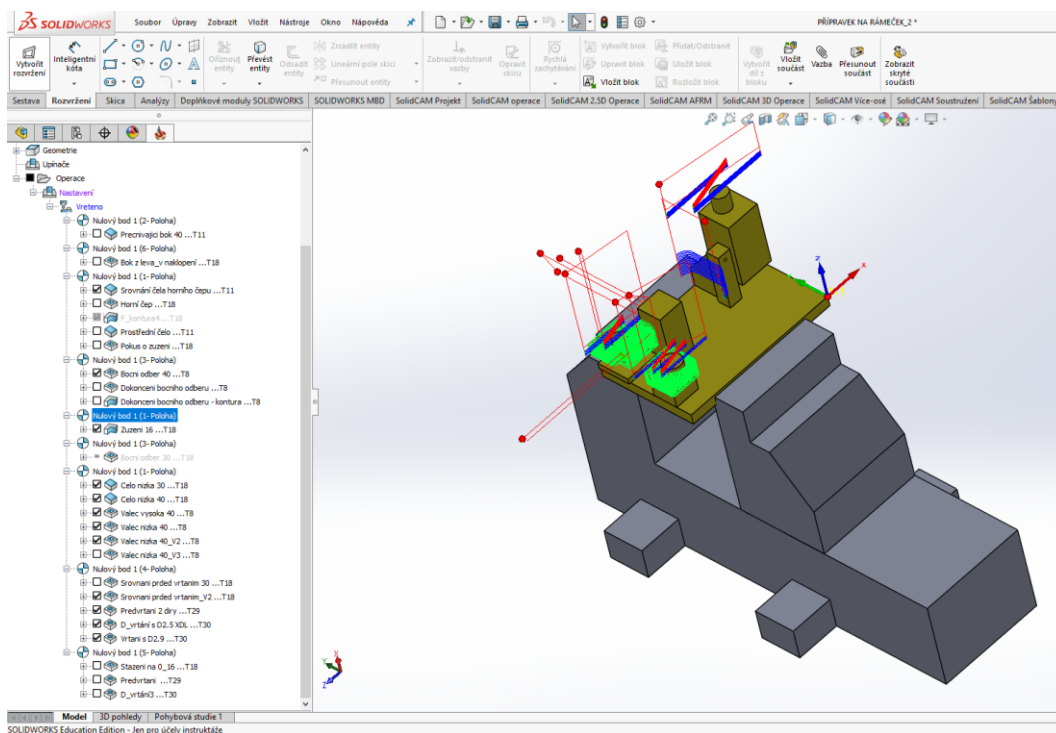 SOLIDWORKS
Soubor Úpravy Zobrazit Vložit Nástroje Okno Nápověda
PŘÍPRAVEK NA RÁMEČEK_2 *
Vytvořit rozvržení
Inteligentní kóta
Oříznout entity
Převést entity
Odsadit entity
Zrcadlit entity
Lineární pole skici
Přesunout entity
Zobrazit/odstranit vazby
Opravit skicu
Rychlá zachytávání
Vytvořit blok
Upravit blok
Vložit blok
Přidat/Odstranit
Uložit blok
Rozložit blok
Vytvořit díl z bloku
Vložit součást
Vazba
Přesunout součást
Zobrazit skryté součásti
Sestava Rozvržení Skica Analýzy Doplňkové moduly SOLIDWORKS SOLIDWORKS MBD SolidCAM Projekt SolidCAM operace SolidCAM 2.5D Operace SolidCAM AFRM SolidCAM 3D Operace SolidCAM Více-osé SolidCAM Soustružení SolidCAM Šablony
Geometrie
Upínače
Operace
Nastavení
Vreteno
Nulový bod 1 (2- Poloha)
Precnivajici bok 40 ...T11
Nulový bod 1 (6- Poloha)
Bok z leva_v naklopení ...T18
Nulový bod 1 (1- Poloha)
Srovnání čela horního čepu ...T11
Horní čep ...T18
F_kontura4 ...T18
Prostřední čelo ...T11
Pokus o zuzeni ...T18
Nulový bod 1 (3- Poloha)
Bocni odber 40 ...T8
Dokonceni bocniho odberu ...T8
Dokonceni bocniho odberu - kontura ...T8
Nulový bod 1 (1- Poloha)
Zuzeni 16 ...T18
Nulový bod 1 (3- Poloha)
Bocni odber 30 ...T18
Nulový bod 1 (1- Poloha)
Celo nizka 30 ...T18
Celo nizka 40 ...T18
Valec vysoka 40 ...T8
Valec nizka 40 ...T8
Valec nizka 40_V2 ...T8
Valec nizka 40_V3 ...T8
Nulový bod 1 (4- Poloha)
Srovnani prded vrtanim 30 ...T18
Srovnani prded vrtanim_V2 ...T18
Predvrtani 2 diry ...T29
D_vrtání s D2.5 XDL ...T30
Vrtani s D2.9 ...T30
Nulový bod 1 (5- Poloha)
Stazeni na 0_16 ...T18
Predvrtani ...T29
D_vrtání3 ...T30
Z
X
Y
X
Z
Model 3D pohledy Pohybová studie 1
SOLIDWORKS Education Edition - Jen pro účely instruktáže